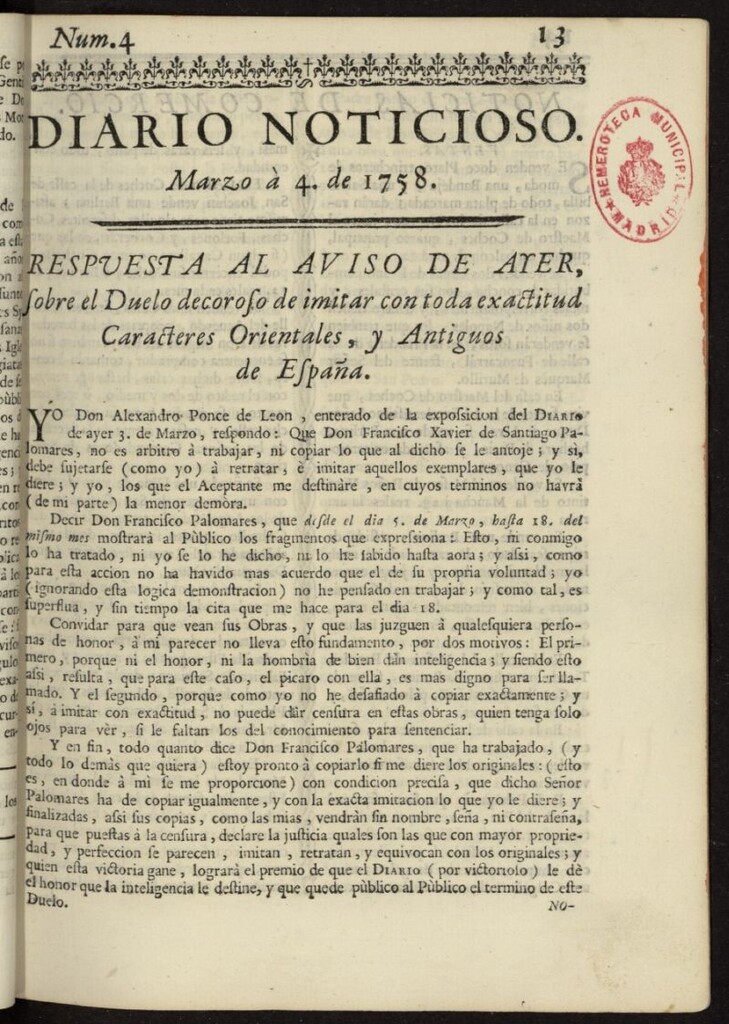 Num. 4
13
DIARIO NOTICIOSO.
Marzo à 4. de 1758.
HEMEROTECA MUNICIPAL
MADRID
RESPVESTA AL AVISO DE AYER,
ſobre el Duelo decoroſo de imitar con toda exactitud
Caracteres Orientales, y Antiguos
de Eſpaña.
YO Don Alexandro Ponce de Leon, enterado de la expoſsicion del DIARIO
de ayer 3. de Marzo, reſpondo: Que Don Franciſco Xavier de Santiago Pa-
lomares, no es arbitro à trabajar, ni copiar lo que al dicho ſe le antoje; y sì,
debe ſujetarſe (como yo) à retratar, è imitar aquellos exemplares, que yo le
diere; y yo, los que el Aceptante me deſtinàre, en cuyos terminos no havrà
(de mi parte) la menor demòra.
Decir Don Franciſco Palomares, que deſde el dia 5. de Marzo, haſta 18. del
miſmo mes moſtrarà al Pùblico los fragmentos que expreſsiona: Eſto, ni conmigo
lo ha tratado, ni yo ſe lo he dicho, ni lo he ſabido haſta aora; y aſsi, como
para eſta accion no ha havido mas acuerdo que el de ſu propria voluntad; yo
(ignorando eſta logica demonſtracion) no he penſado en trabajar; y como tal, es
ſuperflua, y ſin tiempo la cita que me hace para el dia 18.
Convidar para que vean sus Obras, y que las juzguen à qualeſquiera perſo-
nas de honor, à mi parecer no lleva eſto fundamento, por dos motivos: El pri-
mero, porque ni el honor, ni la hombria de bien dàn inteligencia; y ſiendo eſto
aſsi, reſulta, que para eſte caſo, el picaro con ella, es mas digno para ſer lla-
mado. Y el ſegundo, porque como yo no he deſafiado à copiar exactamente; y
sì, à imitar con exactitud, no puede dàr cenſura en eſtas obras, quien tenga ſolo
ojos para vèr, ſi le faltan los del conocimiento para ſentenciar.
Y en fin, todo quanto dice Don Franciſco Palomares, que ha trabajado, (y
todo lo demàs que quiera) eſtoy pronto à copiarlo ſi me diere los originales: (eſto
es, en donde à mì ſe me proporcione) con condicion preciſa, que dicho Señor
Palomares ha de copiar igualmente, y con la exacta imitacion lo que yo le diere; y
finalizadas, aſsi ſus copias, como las mias, vendràn ſin nombre, ſeña, ni contraſeña,
para que pueſtas à la cenſura, declare la juſticia quales ſon las que con mayor proprie-
dad, y perfeccion ſe parecen, imitan, retratan, y equivocan con los originales; y
quien eſta victoria gane, lograrà el premio de que el DIARIO (por victorioſo) le dè
el honor que la inteligencia le deſtine, y que quede pùblico al Pùblico el termino de eſte
Duelo.
NO-